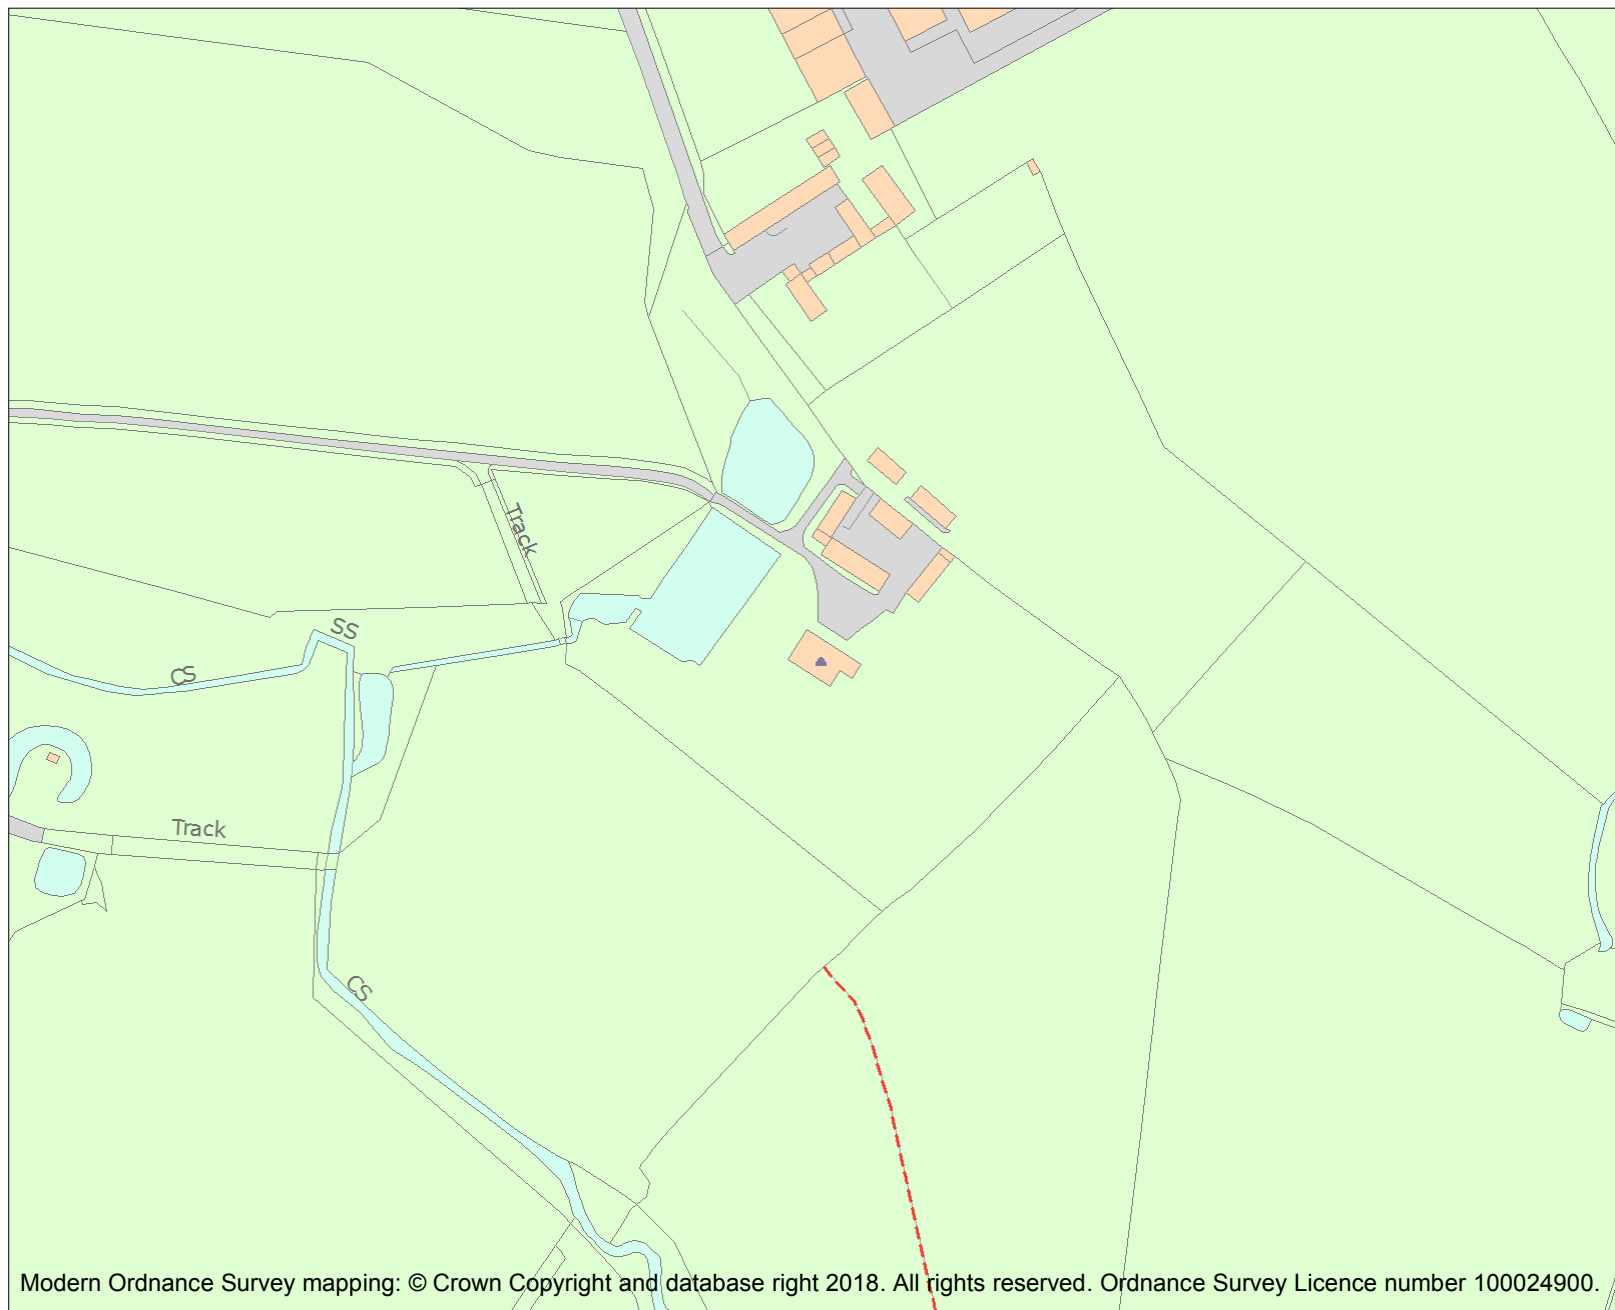 Track
SS
CS
Track
CS
Modern Ordnance Survey mapping: © Crown Copyright and database right 2018. All rights reserved. Ordnance Survey Licence number 100024900.